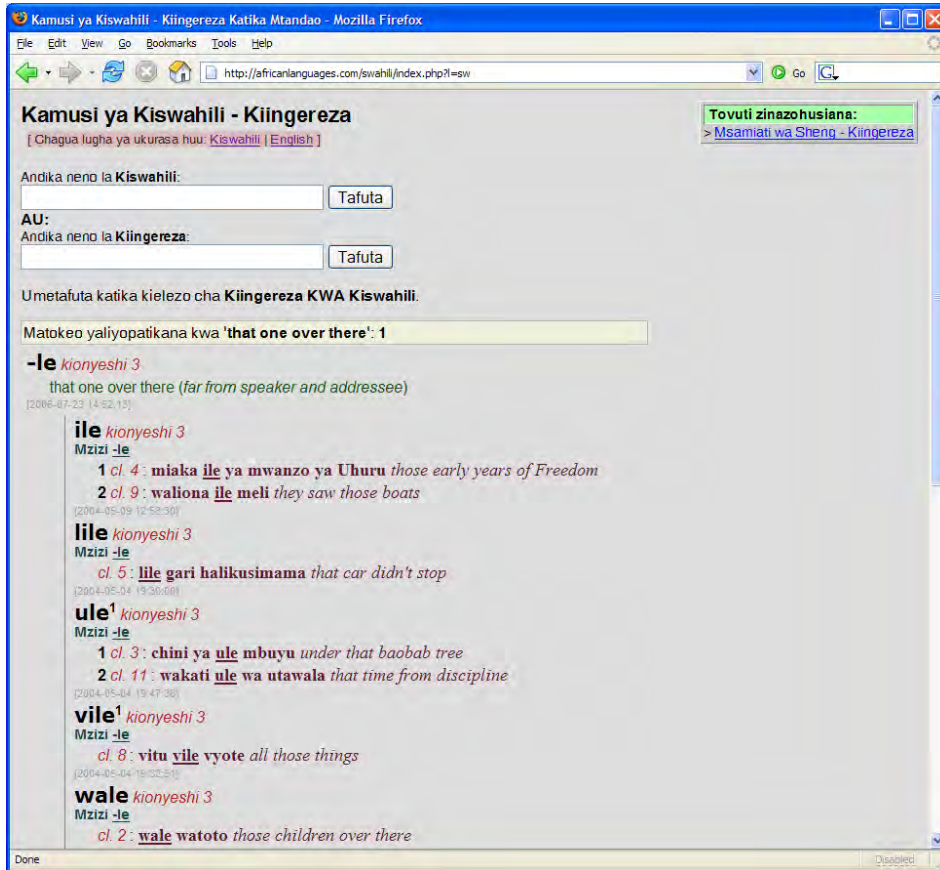 Kamusi ya Kiswahili - Kiingereza Katika Mtandao - Mozilla Firefox
File Edit View Go Bookmarks Tools Help
http://africanlanguages.com/swahili/index.php?l=sw Go
Kamusi ya Kiswahili - Kiingereza
[ Chagua lugha ya ukurasa huu: Kiswahili | English ]
Tovuti zinazohusiana:
> Msamiati wa Sheng - Kiingereza
Andika neno la Kiswahili:
Tafuta
AU:
Andika neno la Kiingereza:
Tafuta
Umetafuta katika kielezo cha Kiingereza KWA Kiswahili.
Matokeo yaliyopatikana kwa 'that one over there': 1
-le kionyeshi 3
that one over there (far from speaker and addressee)
[2006-07-23 14:52:13]
ile kionyeshi 3
Mzizi -le
1 cl. 4 : miaka ile ya mwanzo ya Uhuru those early years of Freedom
2 cl. 9 : waliona ile meli they saw those boats
[2004-05-09 12:52:30]
lile kionyeshi 3
Mzizi -le
cl. 5 : lile gari halikusimama that car didn't stop
[2004-05-04 19:30:09]
ule¹ kionyeshi 3
Mzizi -le
1 cl. 3 : chini ya ule mbuyu under that baobab tree
2 cl. 11 : wakati ule wa utawala that time from discipline
[2004-05-04 19:47:38]
vile¹ kionyeshi 3
Mzizi -le
cl. 8 : vitu vile vyote all those things
wale kionyeshi 3
Mzizi -le
cl. 2 : wale watoto those children over there
Done
Disabled